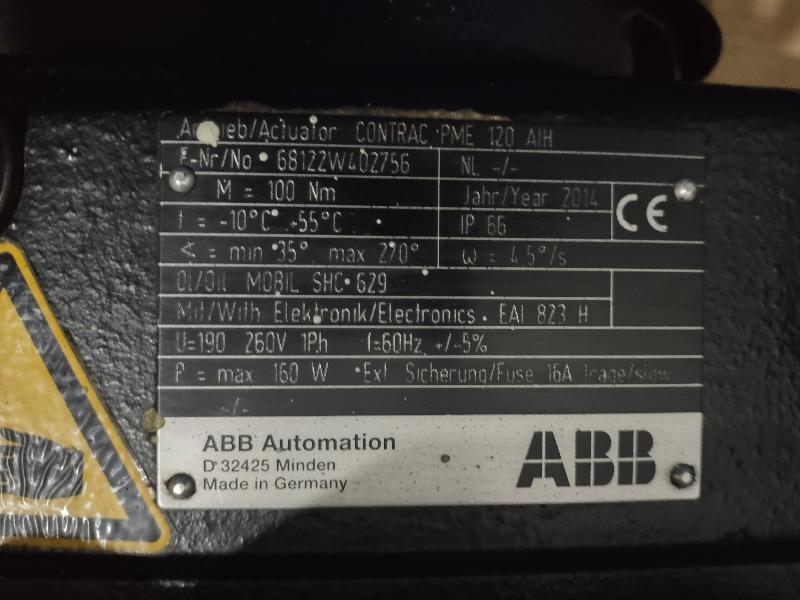 Antrieb/Actuator CONTRAC PME 120 AIH
F-Nr/No 68122W402756 NL -/-
M = 100 Nm Jahr/Year 2014
t = -10°C +55°C IP 66
CE
∢ = min 35° max 270° ω = 4.5°/s
Öl/Oil MOBIL SHC 629
Mit/With Elektronik/Electronics EAI 823 H
U=190 260V 1Ph f=60Hz +/-5%
P = max 160 W Ext Sicherung/Fuse 16A träge/slow
-/-
ABB Automation
D 32425 Minden
Made in Germany
ABB